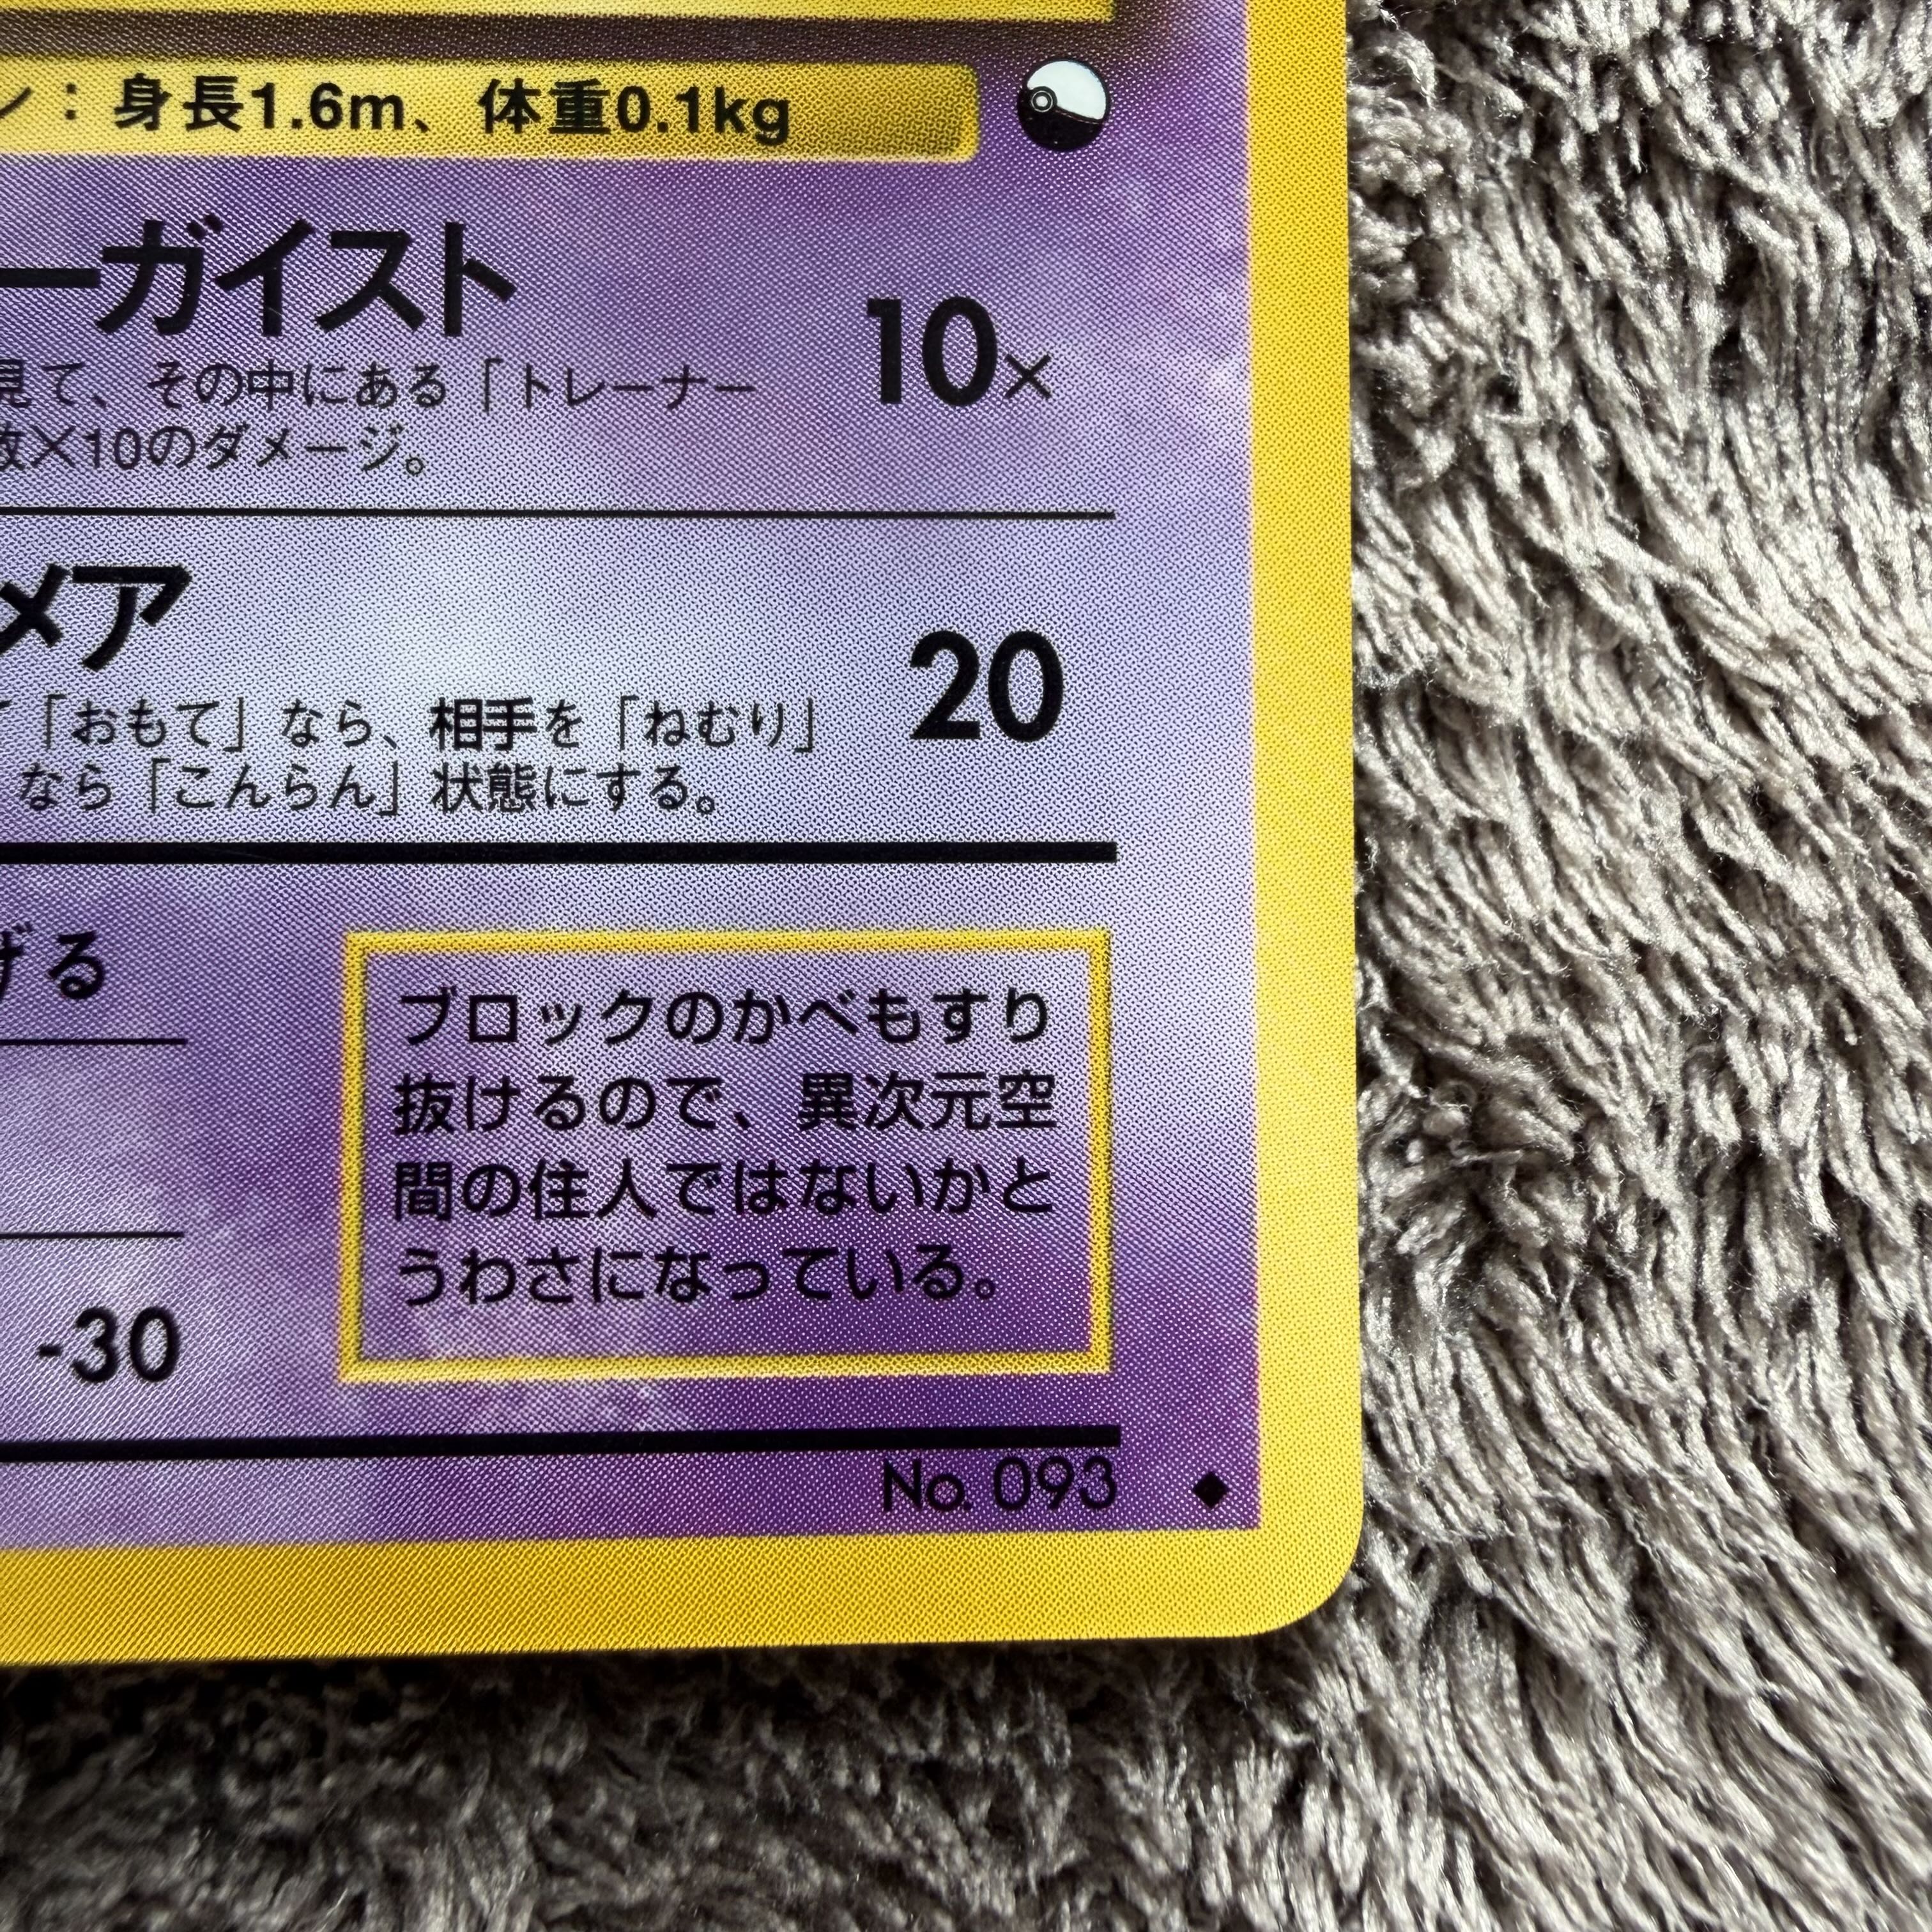 ン：身長1.6m、体重0.1kg
ーガイスト
10×
見て、その中にある「トレーナー
数×10のダメージ。
メア
20
「おもて」なら、相手を「ねむり」
なら「こんらん」状態にする。
げる
ブロックのかべもすり
抜けるので、異次元空
間の住人ではないかと
うわさになっている。
-30
No. 093 ◆